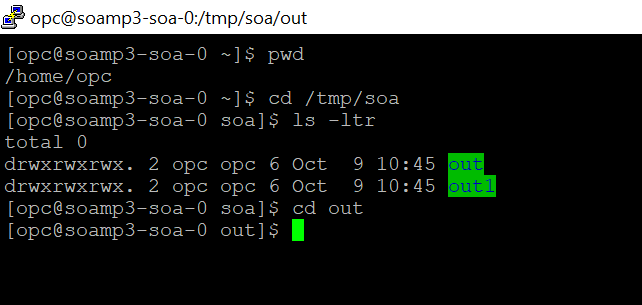 opc@soamp3-soa-0:/tmp/soa/out
[opc@soamp3-soa-0 ~]$ pwd
/home/opc
[opc@soamp3-soa-0 ~]$ cd /tmp/soa
[opc@soamp3-soa-0 soa]$ ls -ltr
total 0
drwxrwxrwx. 2 opc opc 6 Oct  9 10:45 out
drwxrwxrwx. 2 opc opc 6 Oct  9 10:45 out1
[opc@soamp3-soa-0 soa]$ cd out
[opc@soamp3-soa-0 out]$